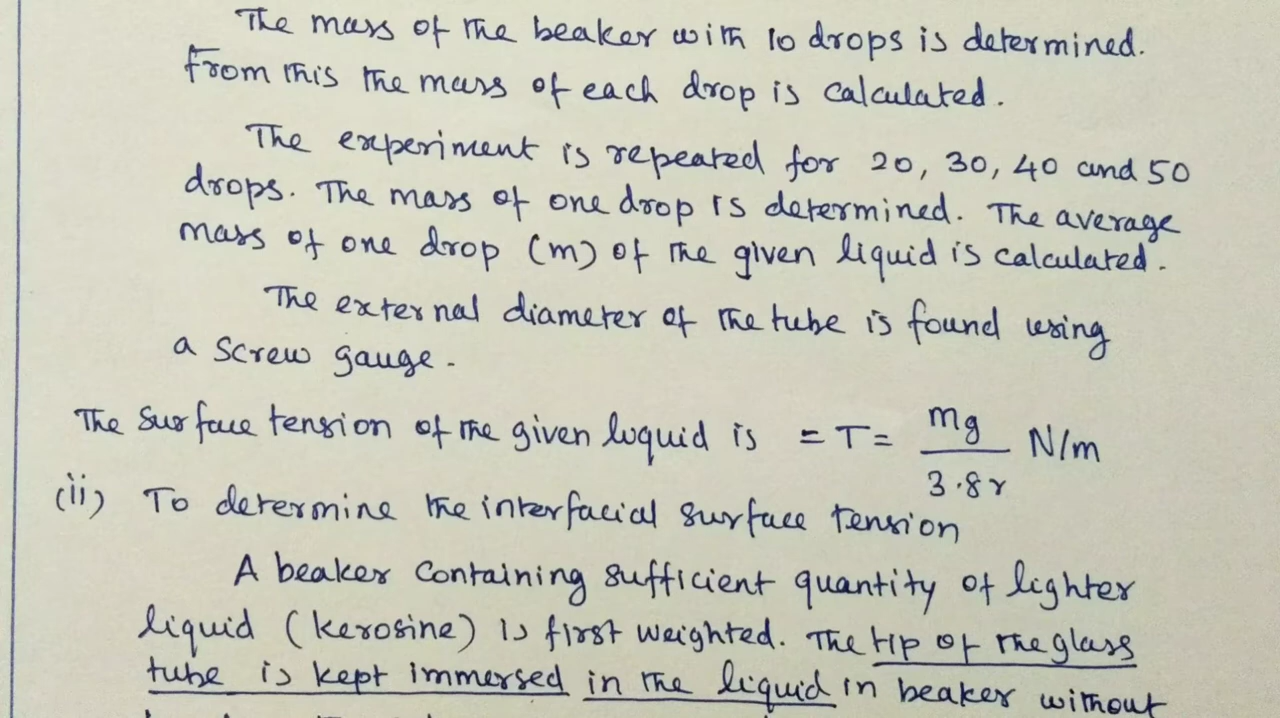 The mass of the beaker with 10 drops is determined.
From this the mass of each drop is calculated.
The experiment is repeated for 20, 30, 40 and 50
drops. The mass of one drop is determined. The average
mass of one drop (m) of the given liquid is calculated.
The external diameter of the tube is found using
a screw gauge.
The Surface tension of the given liquid is = T = mg / 3.8r N/m
(ii) To determine the interfacial surface tension
A beaker containing sufficient quantity of lighter
liquid (kerosine) is first weighted. The tip of the glass
tube is kept immersed in the liquid in beaker without